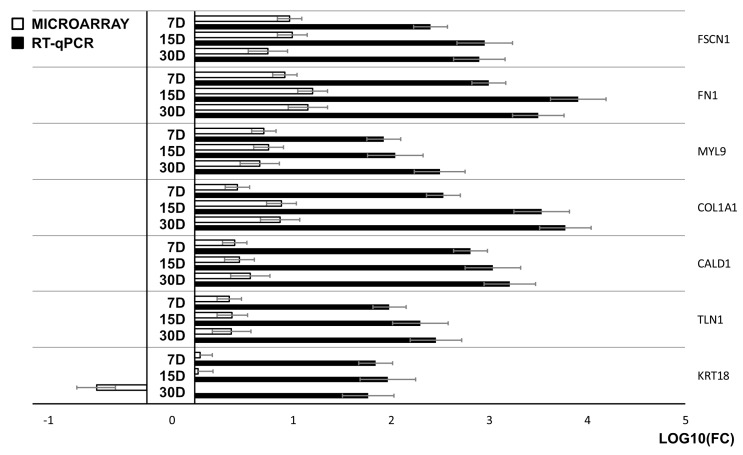 MICROARRAY
RT-qPCR
7D
15D
30D
FSCN1
7D
15D
30D
FN1
7D
15D
30D
MYL9
7D
15D
30D
COL1A1
7D
15D
30D
CALD1
7D
15D
30D
TLN1
7D
15D
30D
KRT18
-1 0 1 2 3 4 5
LOG10(FC)